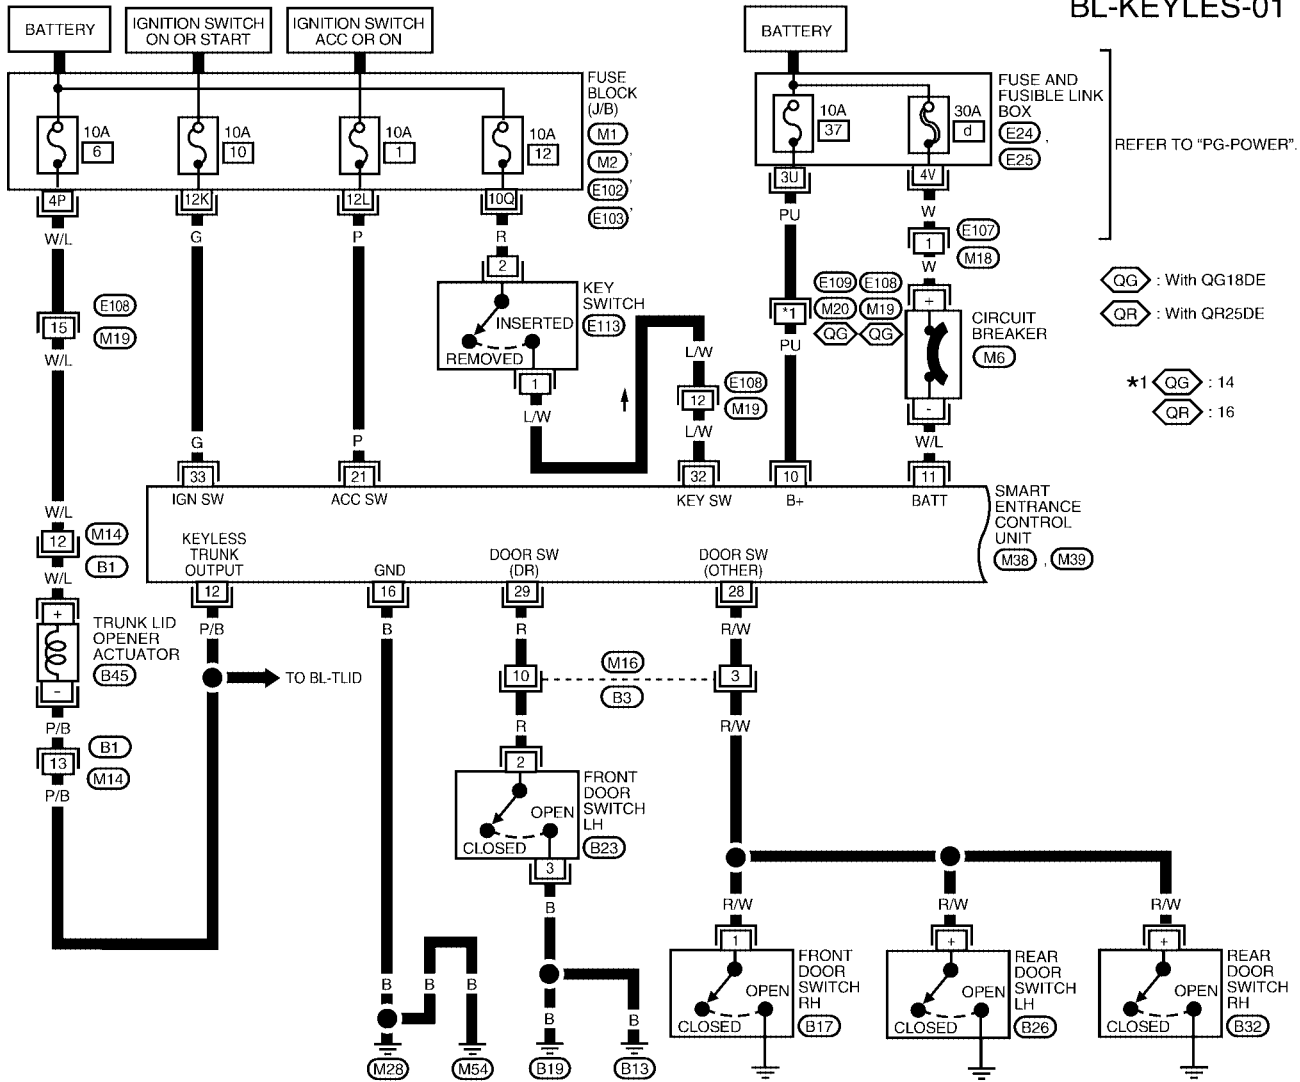 BL-KEYLES-01
BATTERY
IGNITION SWITCH
ON OR START
IGNITION SWITCH
ACC OR ON
BATTERY
10A
6
10A
10
10A
1
10A
12
FUSE
BLOCK
(J/B)
M1
M2 ,
E102 ,
E103 ,
10A
37
30A
d
FUSE AND
FUSIBLE LINK
BOX
E24 ,
E25
REFER TO “PG-POWER”.
4P
12K
12L
10Q
3U
4V
W/L
G
P
R
PU
W
1
E107
M18
W
2
KEY
SWITCH
E113
INSERTED
REMOVED
1
L/W
15
E108
M19
W/L
E109
E108
M20
M19
QG
QG
*1
PU
+
CIRCUIT
BREAKER
M6
-
W/L
QG : With QG18DE
QR : With QR25DE
*1 QG : 14
QR : 16
L/W
12
E108
M19
L/W
G
P
33
21
32
10
11
IGN SW
ACC SW
KEY SW
B+
BATT
SMART
ENTRANCE
CONTROL
UNIT
M38 , M39
KEYLESS
TRUNK
OUTPUT
GND
DOOR SW
(DR)
DOOR SW
(OTHER)
12
16
29
28
W/L
12
M14
B1
W/L
+
TRUNK LID
OPENER
ACTUATOR
B45
-
P/B
13
B1
M14
P/B
P/B
TO BL-TLID
B
R
R/W
10
M16
B3
3
R
R/W
2
FRONT
DOOR
SWITCH
LH
B23
OPEN
CLOSED
3
B
R/W
R/W
R/W
1
+
+
FRONT
DOOR
SWITCH
RH
B17
OPEN
CLOSED
REAR
DOOR
SWITCH
LH
B26
OPEN
CLOSED
REAR
DOOR
SWITCH
RH
B32
OPEN
CLOSED
B
B
B
B
B
M28
M54
B19
B13